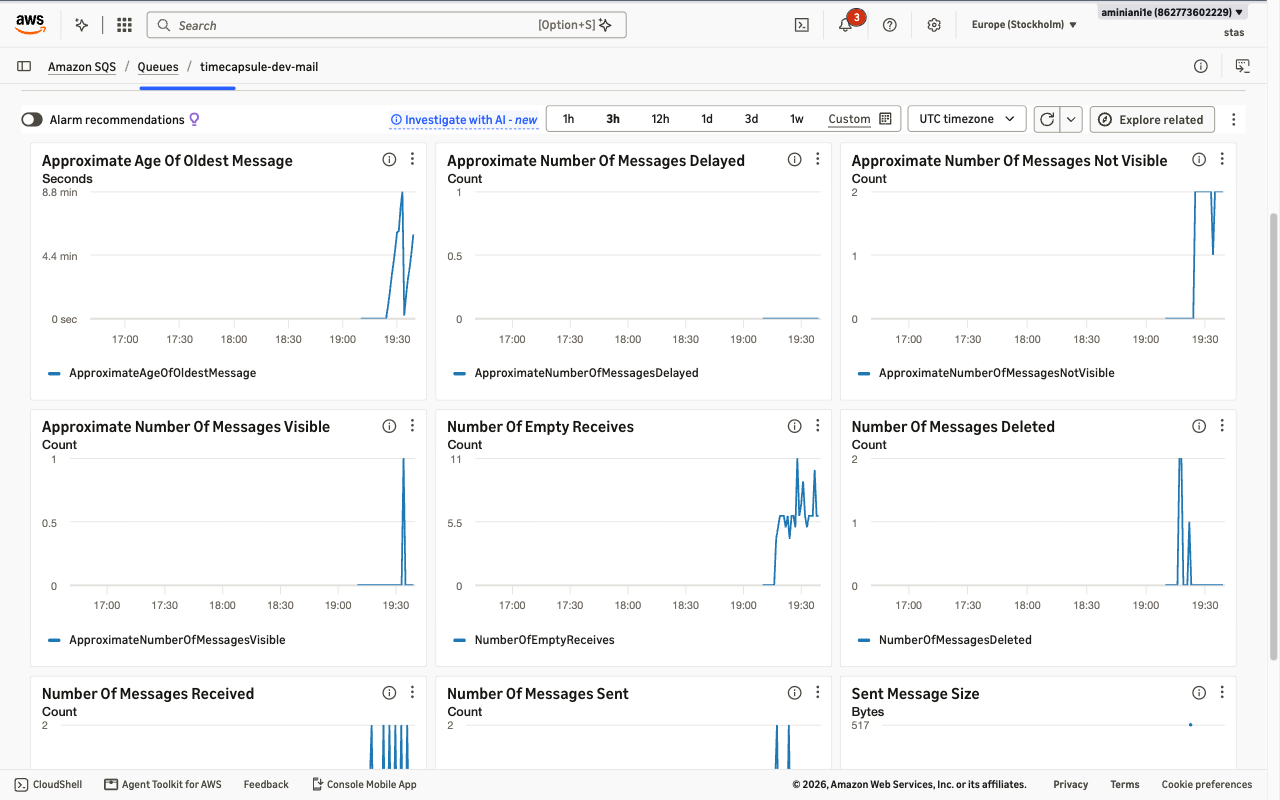 aws
Search
[Option+S]
3
Europe (Stockholm) ▼
aminiani1e (862773602229) ▼
stas
Amazon SQS / Queues / timecapsule-dev-mail
Alarm recommendations
Investigate with AI - new
1h
3h
12h
1d
3d
1w
Custom
UTC timezone
Explore related
Approximate Age Of Oldest Message
Seconds
8.8 min
4.4 min
0 sec
17:00
17:30
18:00
18:30
19:00
19:30
ApproximateAgeOfOldestMessage
Approximate Number Of Messages Delayed
Count
1
0.5
0
17:00
17:30
18:00
18:30
19:00
19:30
ApproximateNumberOfMessagesDelayed
Approximate Number Of Messages Not Visible
Count
2
1
0
17:00
17:30
18:00
18:30
19:00
19:30
ApproximateNumberOfMessagesNotVisible
Approximate Number Of Messages Visible
Count
1
0.5
0
17:00
17:30
18:00
18:30
19:00
19:30
ApproximateNumberOfMessagesVisible
Number Of Empty Receives
Count
11
5.5
0
17:00
17:30
18:00
18:30
19:00
19:30
NumberOfEmptyReceives
Number Of Messages Deleted
Count
2
1
0
17:00
17:30
18:00
18:30
19:00
19:30
NumberOfMessagesDeleted
Number Of Messages Received
Count
2
Number Of Messages Sent
Count
2
Sent Message Size
Bytes
517
CloudShell
Agent Toolkit for AWS
Feedback
Console Mobile App
© 2026, Amazon Web Services, Inc. or its affiliates.
Privacy
Terms
Cookie preferences